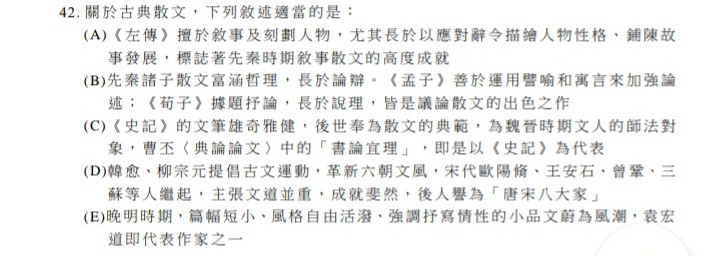 42. 關於古典散文，下列敘述適當的是：
(A)《左傳》擅於敘事及刻劃人物，尤其長於以應對辭令描繪人物性格、鋪陳故
事發展，標誌著先秦時期敘事散文的高度成就
(B)先秦諸子散文富涵哲理，長於論辯。《孟子》善於運用譬喻和寓言來加強論
述；《荀子》據題抒論，長於說理，皆是議論散文的出色之作
(C)《史記》的文筆雄奇雅健，後世奉為散文的典範，為魏晉時期文人的師法對
象，曹丕〈典論論文〉中的「書論宜理」，即是以《史記》為代表
(D)韓愈、柳宗元提倡古文運動，革新六朝文風，宋代歐陽脩、王安石、曾鞏、三
蘇等人繼起，主張文道並重，成就斐然，後人譽為「唐宋八大家」
(E)晚明時期，篇幅短小、風格自由活潑、強調抒寫情性的小品文蔚為風潮，袁宏
道即代表作家之一